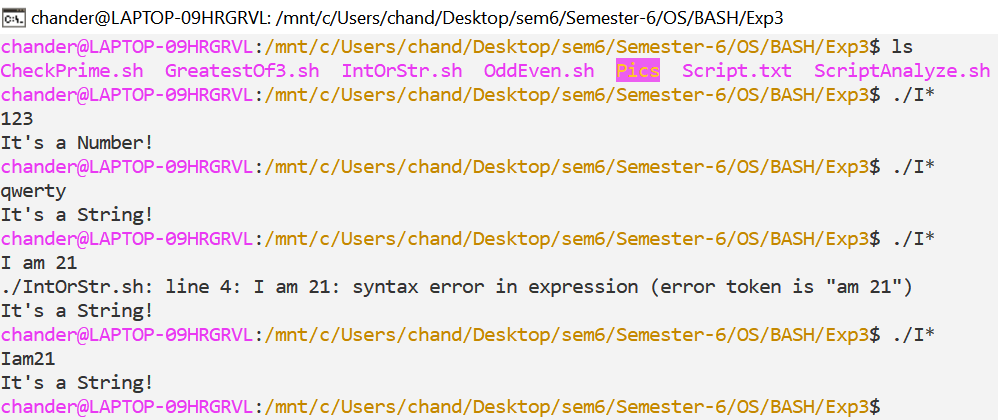 chander@LAPTOP-09HRGRVL: /mnt/c/Users/chand/Desktop/sem6/Semester-6/OS/BASH/Exp3
chander@LAPTOP-09HRGRVL:/mnt/c/Users/chand/Desktop/sem6/Semester-6/OS/BASH/Exp3$ ls
CheckPrime.sh  GreatestOf3.sh  IntOrStr.sh  OddEven.sh  Pics  Script.txt  ScriptAnalyze.sh
chander@LAPTOP-09HRGRVL:/mnt/c/Users/chand/Desktop/sem6/Semester-6/OS/BASH/Exp3$ ./I*
123
It's a Number!
chander@LAPTOP-09HRGRVL:/mnt/c/Users/chand/Desktop/sem6/Semester-6/OS/BASH/Exp3$ ./I*
qwerty
It's a String!
chander@LAPTOP-09HRGRVL:/mnt/c/Users/chand/Desktop/sem6/Semester-6/OS/BASH/Exp3$ ./I*
I am 21
./IntOrStr.sh: line 4: I am 21: syntax error in expression (error token is "am 21")
It's a String!
chander@LAPTOP-09HRGRVL:/mnt/c/Users/chand/Desktop/sem6/Semester-6/OS/BASH/Exp3$ ./I*
Iam21
It's a String!
chander@LAPTOP-09HRGRVL:/mnt/c/Users/chand/Desktop/sem6/Semester-6/OS/BASH/Exp3$